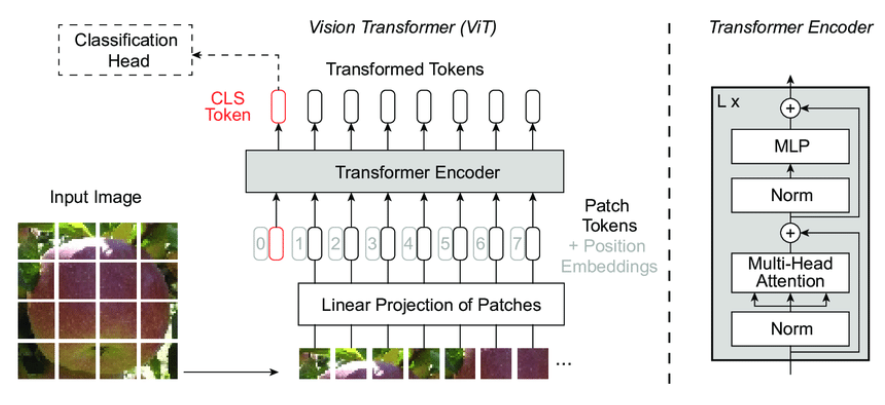 Vision Transformer (ViT)
Transformer Encoder
Classification
Head
Transformed Tokens
CLS
Token
Transformer Encoder
Input Image
Patch
Tokens
+ Position
Embeddings
0 1 2 3 4 5 6 7
Linear Projection of Patches
...
L x
+
MLP
Norm
+
Multi-Head
Attention
Norm